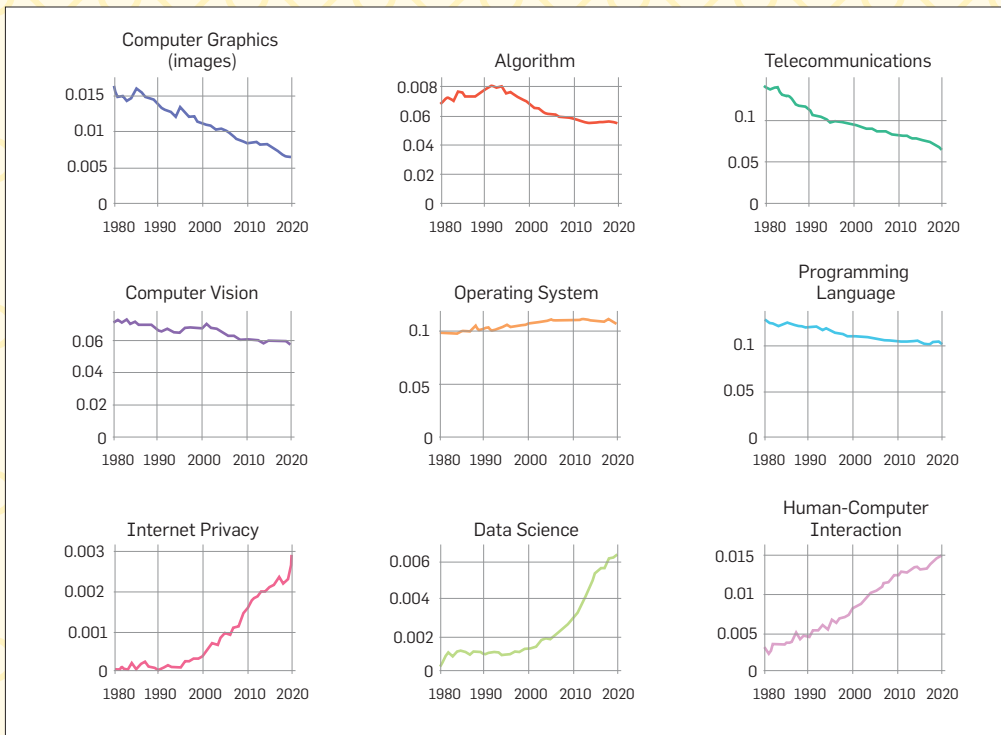 Computer Graphics
(images)
0.015
0.01
0.005
0
1980 1990 2000 2010 2020
Algorithm
0.008
0.06
0.02
0
1980 1990 2000 2010 2020
Telecommunications
0.1
0.05
0
1980 1990 2000 2010 2020
Computer Vision
0.06
0.04
0.02
0
1980 1990 2000 2010 2020
Operating System
0.1
0.05
0
1980 1990 2000 2010 2020
Programming
Language
0.1
0.05
0
1980 1990 2000 2010 2020
Internet Privacy
0.003
0.002
0.001
0
1980 1990 2000 2010 2020
Data Science
0.006
0.002
0
1980 1990 2000 2010 2020
Human-Computer
Interaction
0.015
0.01
0.005
0
1980 1990 2000 2010 2020